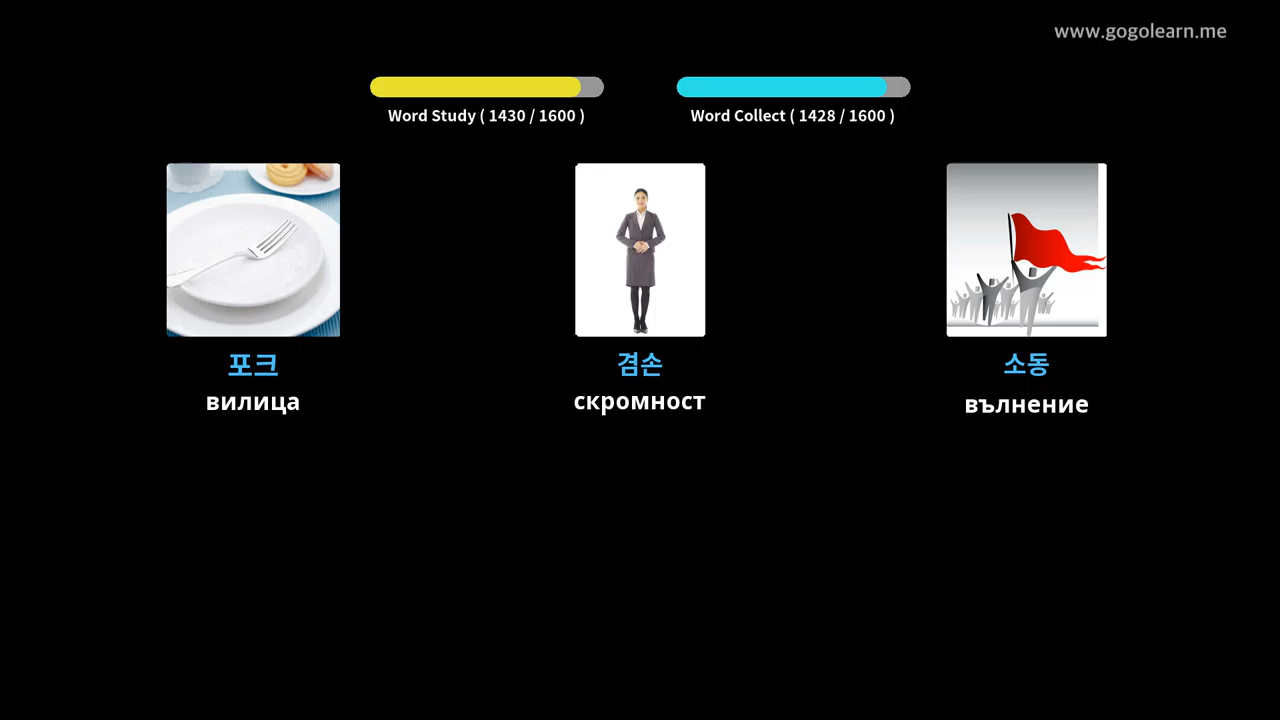 www.gogolearn.me
Word Study ( 1430 / 1600 )
Word Collect ( 1428 / 1600 )
포크
겸손
소동
вилица
скромност
вълнение